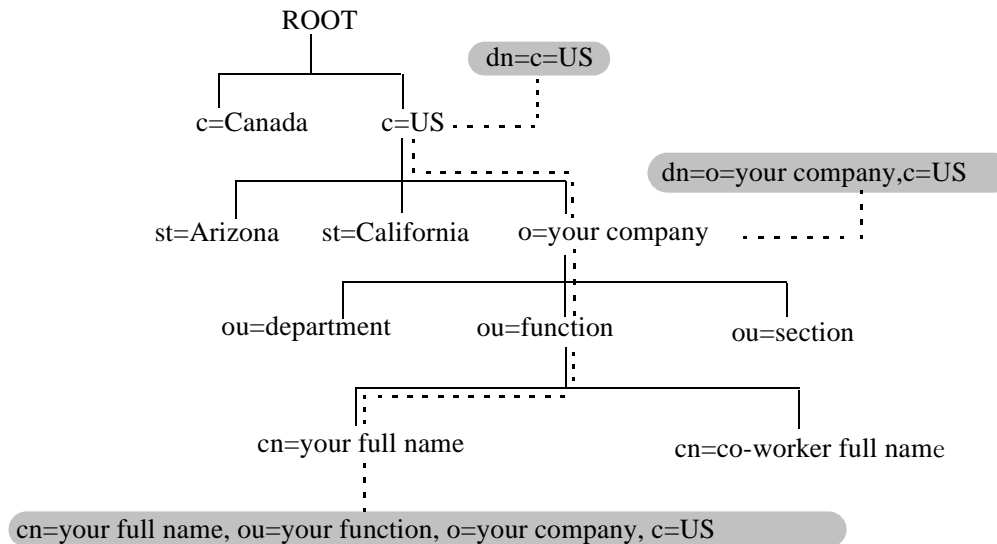 ROOT
dn=c=US
c=Canada
c=US
dn=o=your company,c=US
st=Arizona
st=California
o=your company
ou=department
ou=function
ou=section
cn=your full name
cn=co-worker full name
cn=your full name, ou=your function, o=your company, c=US